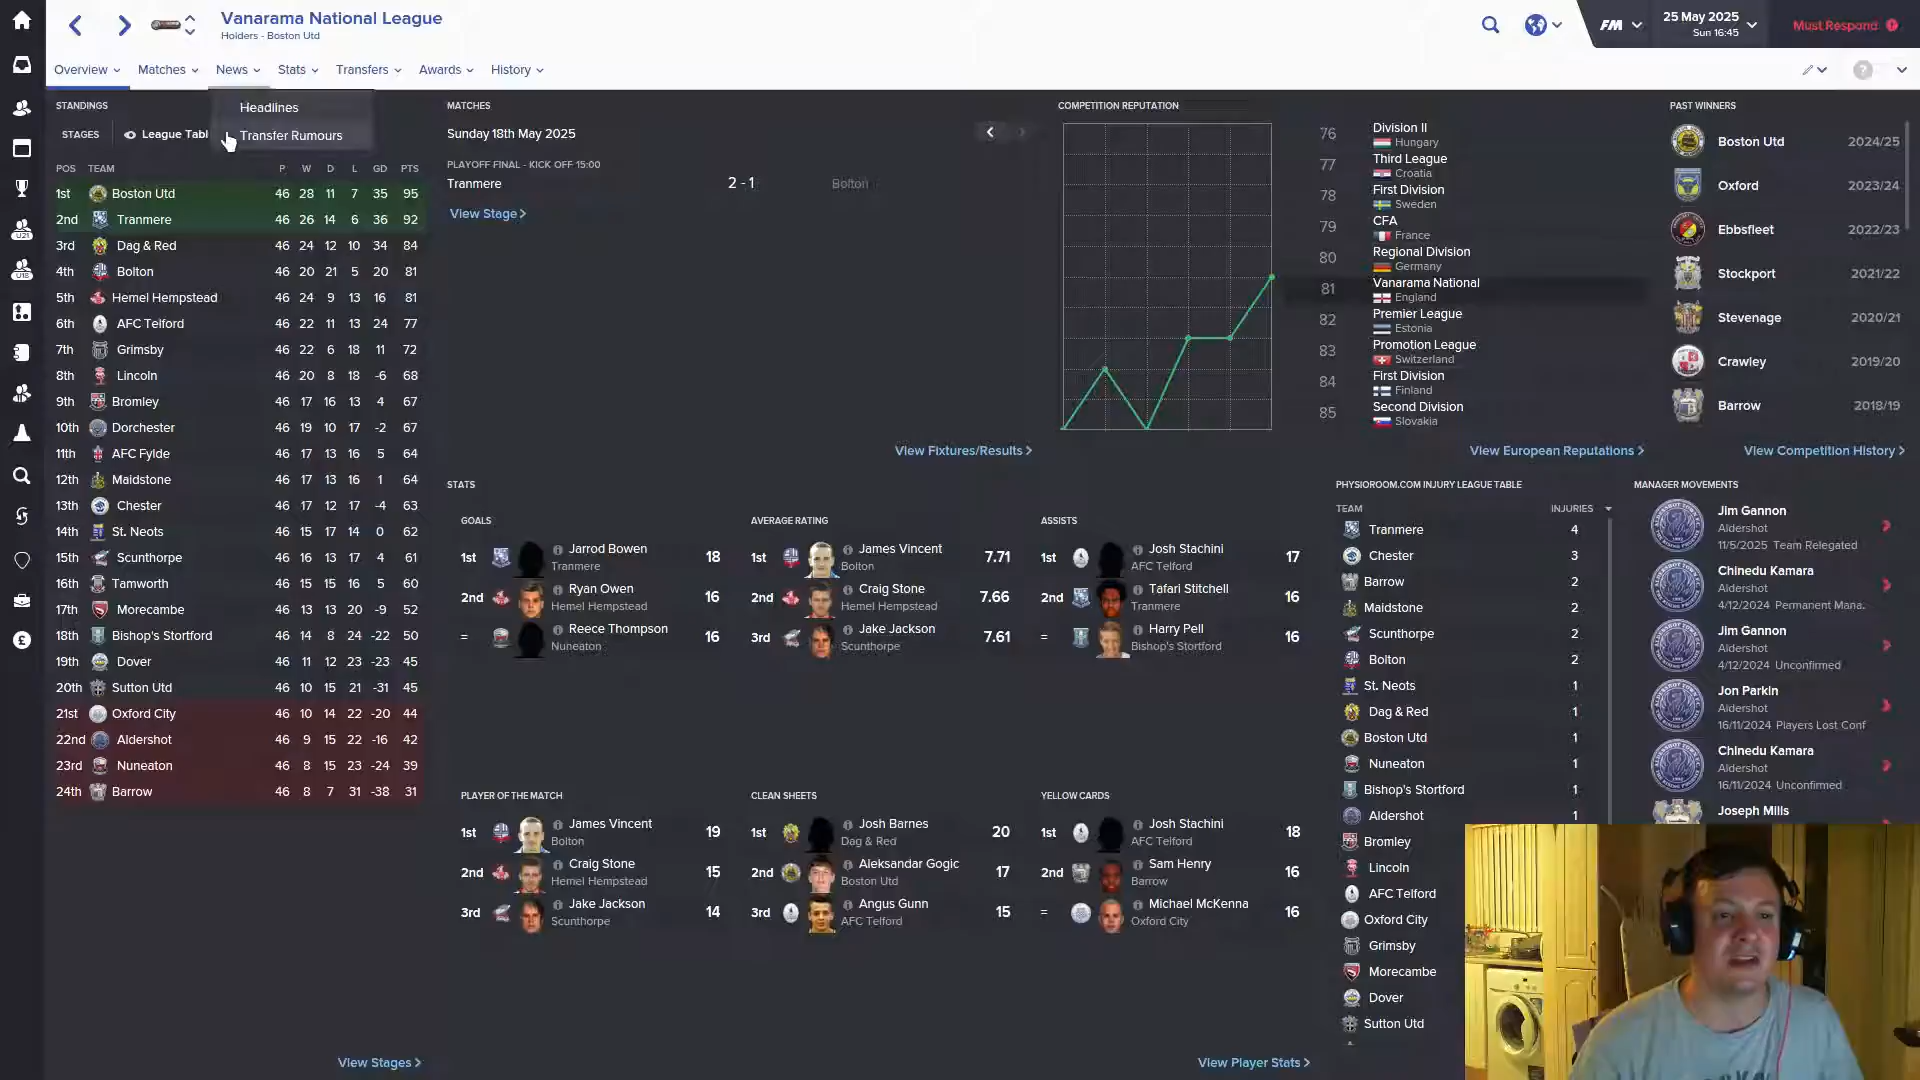 Vanarama National League
Holders - Boston Utd
FM
25 May 2025
Sun 16:45
Must Respond
Overview
Matches
News
Stats
Transfers
Awards
History
Headlines
Transfer Rumours
STANDINGS
STAGES League Tabl
POS TEAM P W D L GD PTS
1st Boston Utd 46 28 11 7 35 95
2nd Tranmere 46 26 14 6 36 92
3rd Dag & Red 46 24 12 10 34 84
4th Bolton 46 20 21 5 20 81
5th Hemel Hempstead 46 24 9 13 16 81
6th AFC Telford 46 22 11 13 24 77
7th Grimsby 46 22 6 18 11 72
8th Lincoln 46 20 8 18 -6 68
9th Bromley 46 17 16 13 4 67
10th Dorchester 46 19 10 17 -2 67
11th AFC Fylde 46 17 13 16 5 64
12th Maidstone 46 17 13 16 1 64
13th Chester 46 17 12 17 -4 63
14th St. Neots 46 15 17 14 0 62
15th Scunthorpe 46 16 13 17 4 61
16th Tamworth 46 15 15 16 5 60
17th Morecambe 46 13 13 20 -9 52
18th Bishop's Stortford 46 14 8 24 -22 50
19th Dover 46 11 12 23 -23 45
20th Sutton Utd 46 10 15 21 -31 45
21st Oxford City 46 10 14 22 -20 44
22nd Aldershot 46 9 15 22 -16 42
23rd Nuneaton 46 8 15 23 -24 39
24th Barrow 46 8 7 31 -38 31
View Stages >
MATCHES
Sunday 18th May 2025
PLAYOFF FINAL - KICK OFF 15:00
Tranmere 2 - 1 Bolton
View Stage >
View Fixtures/Results >
COMPETITION REPUTATION
76 Division II
Hungary
77 Third League
Croatia
78 First Division
Sweden
79 CFA
France
80 Regional Division
Germany
81 Vanarama National
England
82 Premier League
Estonia
83 Promotion League
Switzerland
84 First Division
Finland
85 Second Division
Slovakia
View European Reputations >
PAST WINNERS
Boston Utd 2024/25
Oxford 2023/24
Ebbsfleet 2022/23
Stockport 2021/22
Stevenage 2020/21
Crawley 2019/20
Barrow 2018/19
View Competition History >
STATS
GOALS
1st Jarrod Bowen 18
Tranmere
2nd Ryan Owen 16
Hemel Hempstead
= Reece Thompson 16
Nuneaton
AVERAGE RATING
1st James Vincent 7.71
Bolton
2nd Craig Stone 7.66
Hemel Hempstead
3rd Jake Jackson 7.61
Scunthorpe
ASSISTS
1st Josh Stachini 17
AFC Telford
2nd Tafari Stitchell 16
Tranmere
= Harry Pell 16
Bishop's Stortford
PLAYER OF THE MATCH
1st James Vincent 19
Bolton
2nd Craig Stone 15
Hemel Hempstead
3rd Jake Jackson 14
Scunthorpe
CLEAN SHEETS
1st Josh Barnes 20
Dag & Red
2nd Aleksandar Gogic 17
Boston Utd
3rd Angus Gunn 15
AFC Telford
YELLOW CARDS
1st Josh Stachini 18
AFC Telford
2nd Sam Henry 16
Barrow
= Michael McKenna 16
Oxford City
View Player Stats >
PHYSIOROOM.COM INJURY LEAGUE TABLE
TEAM INJURIES
Tranmere 4
Chester 3
Barrow 2
Maidstone 2
Scunthorpe 2
Bolton 2
St. Neots 1
Dag & Red 1
Boston Utd 1
Nuneaton 1
Bishop's Stortford 1
Aldershot 1
Bromley
Lincoln
AFC Telford
Oxford City
Grimsby
Morecambe
Dover
Sutton Utd
MANAGER MOVEMENTS
Jim Gannon
Aldershot
11/5/2025 Team Relegated
Chinedu Kamara
Aldershot
4/12/2024 Permanent Mana.
Jim Gannon
Aldershot
4/12/2024 Unconfirmed
Jon Parkin
Aldershot
16/11/2024 Players Lost Conf
Chinedu Kamara
Aldershot
16/11/2024 Unconfirmed
Joseph Mills